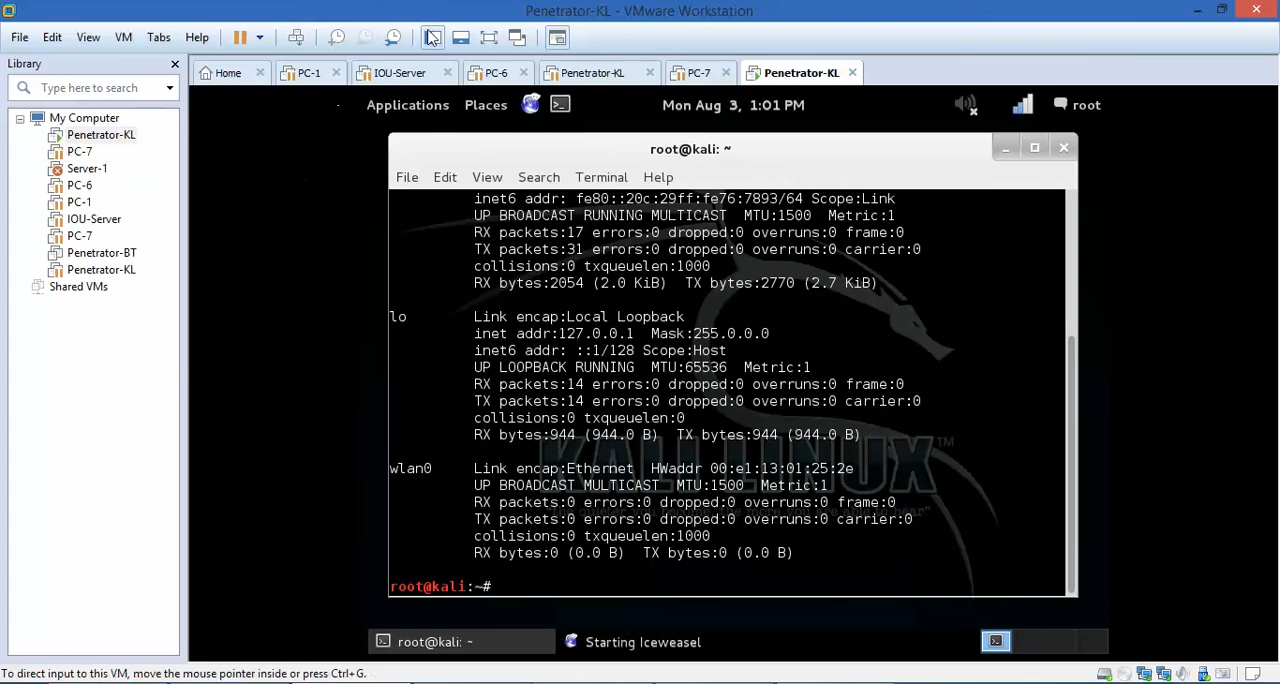 Penetrator-KL - VMware Workstation
File Edit View VM Tabs Help
Library
Type here to search
My Computer
Penetrator-KL
PC-7
Server-1
PC-6
PC-1
IOU-Server
PC-7
Penetrator-BT
Penetrator-KL
Shared VMs
Home PC-1 IOU-Server PC-6 Penetrator-KL PC-7 Penetrator-KL
Applications Places Mon Aug 3, 1:01 PM root
root@kali: ~
File Edit View Search Terminal Help
inet6 addr: fe80::20c:29ff:fe76:7893/64 Scope:Link
UP BROADCAST RUNNING MULTICAST MTU:1500 Metric:1
RX packets:17 errors:0 dropped:0 overruns:0 frame:0
TX packets:31 errors:0 dropped:0 overruns:0 carrier:0
collisions:0 txqueuelen:1000
RX bytes:2054 (2.0 KiB) TX bytes:2770 (2.7 KiB)
lo Link encap:Local Loopback
inet addr:127.0.0.1 Mask:255.0.0.0
inet6 addr: ::1/128 Scope:Host
UP LOOPBACK RUNNING MTU:65536 Metric:1
RX packets:14 errors:0 dropped:0 overruns:0 frame:0
TX packets:14 errors:0 dropped:0 overruns:0 carrier:0
collisions:0 txqueuelen:0
RX bytes:944 (944.0 B) TX bytes:944 (944.0 B)
KALI LINUX™
wlan0 Link encap:Ethernet HWaddr 00:e1:13:01:25:2e
UP BROADCAST MULTICAST MTU:1500 Metric:1
RX packets:0 errors:0 dropped:0 overruns:0 frame:0
TX packets:0 errors:0 dropped:0 overruns:0 carrier:0
collisions:0 txqueuelen:1000
RX bytes:0 (0.0 B) TX bytes:0 (0.0 B)
root@kali:~#
root@kali: ~ Starting Iceweasel
To direct input to this VM, move the mouse pointer inside or press Ctrl+G.